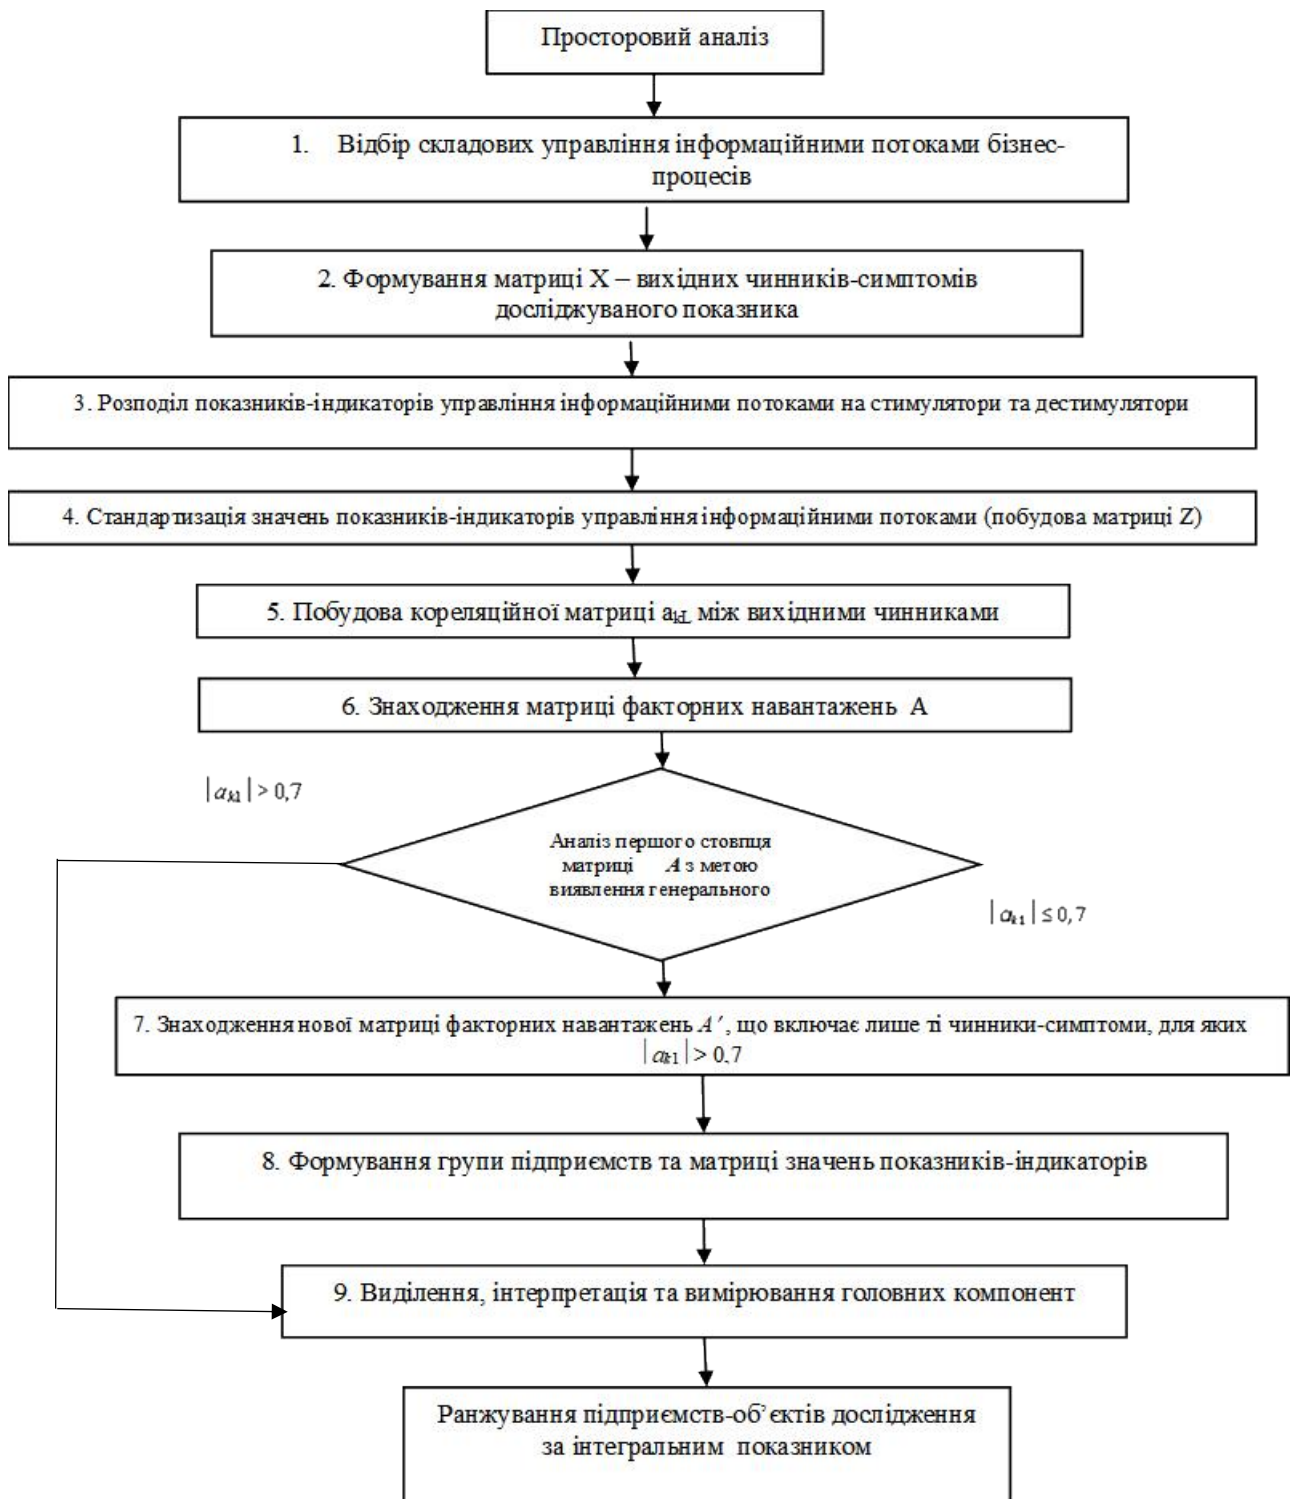 Просторовий аналіз
1. Відбір складових управління інформаційними потоками бізнес-
процесів
2. Формування матриці X – вихідних чинників-симптомів
досліджуваного показника
3. Розподіл показників-індикаторів управління інформаційними потоками на стимулятори та дестимулятори
4. Стандартизація значень показників-індикаторів управління інформаційними потоками (побудова матриці Z)
5. Побудова кореляційної матриці a_kL між вихідними чинниками
6. Знаходження матриці факторних навантажень А
|a_k1| > 0,7
Аналіз першого стовпця
матриці A з метою
виявлення генерального
|a_k1| ≤ 0,7
7. Знаходження нової матриці факторних навантажень A′, що включає лише ті чинники-симптоми, для яких
|a_k1| > 0,7
8. Формування групи підприємств та матриці значень показників-індикаторів
9. Виділення, інтерпретація та вимірювання головних компонент
Ранжування підприємств-об’єктів дослідження
за інтегральним показником